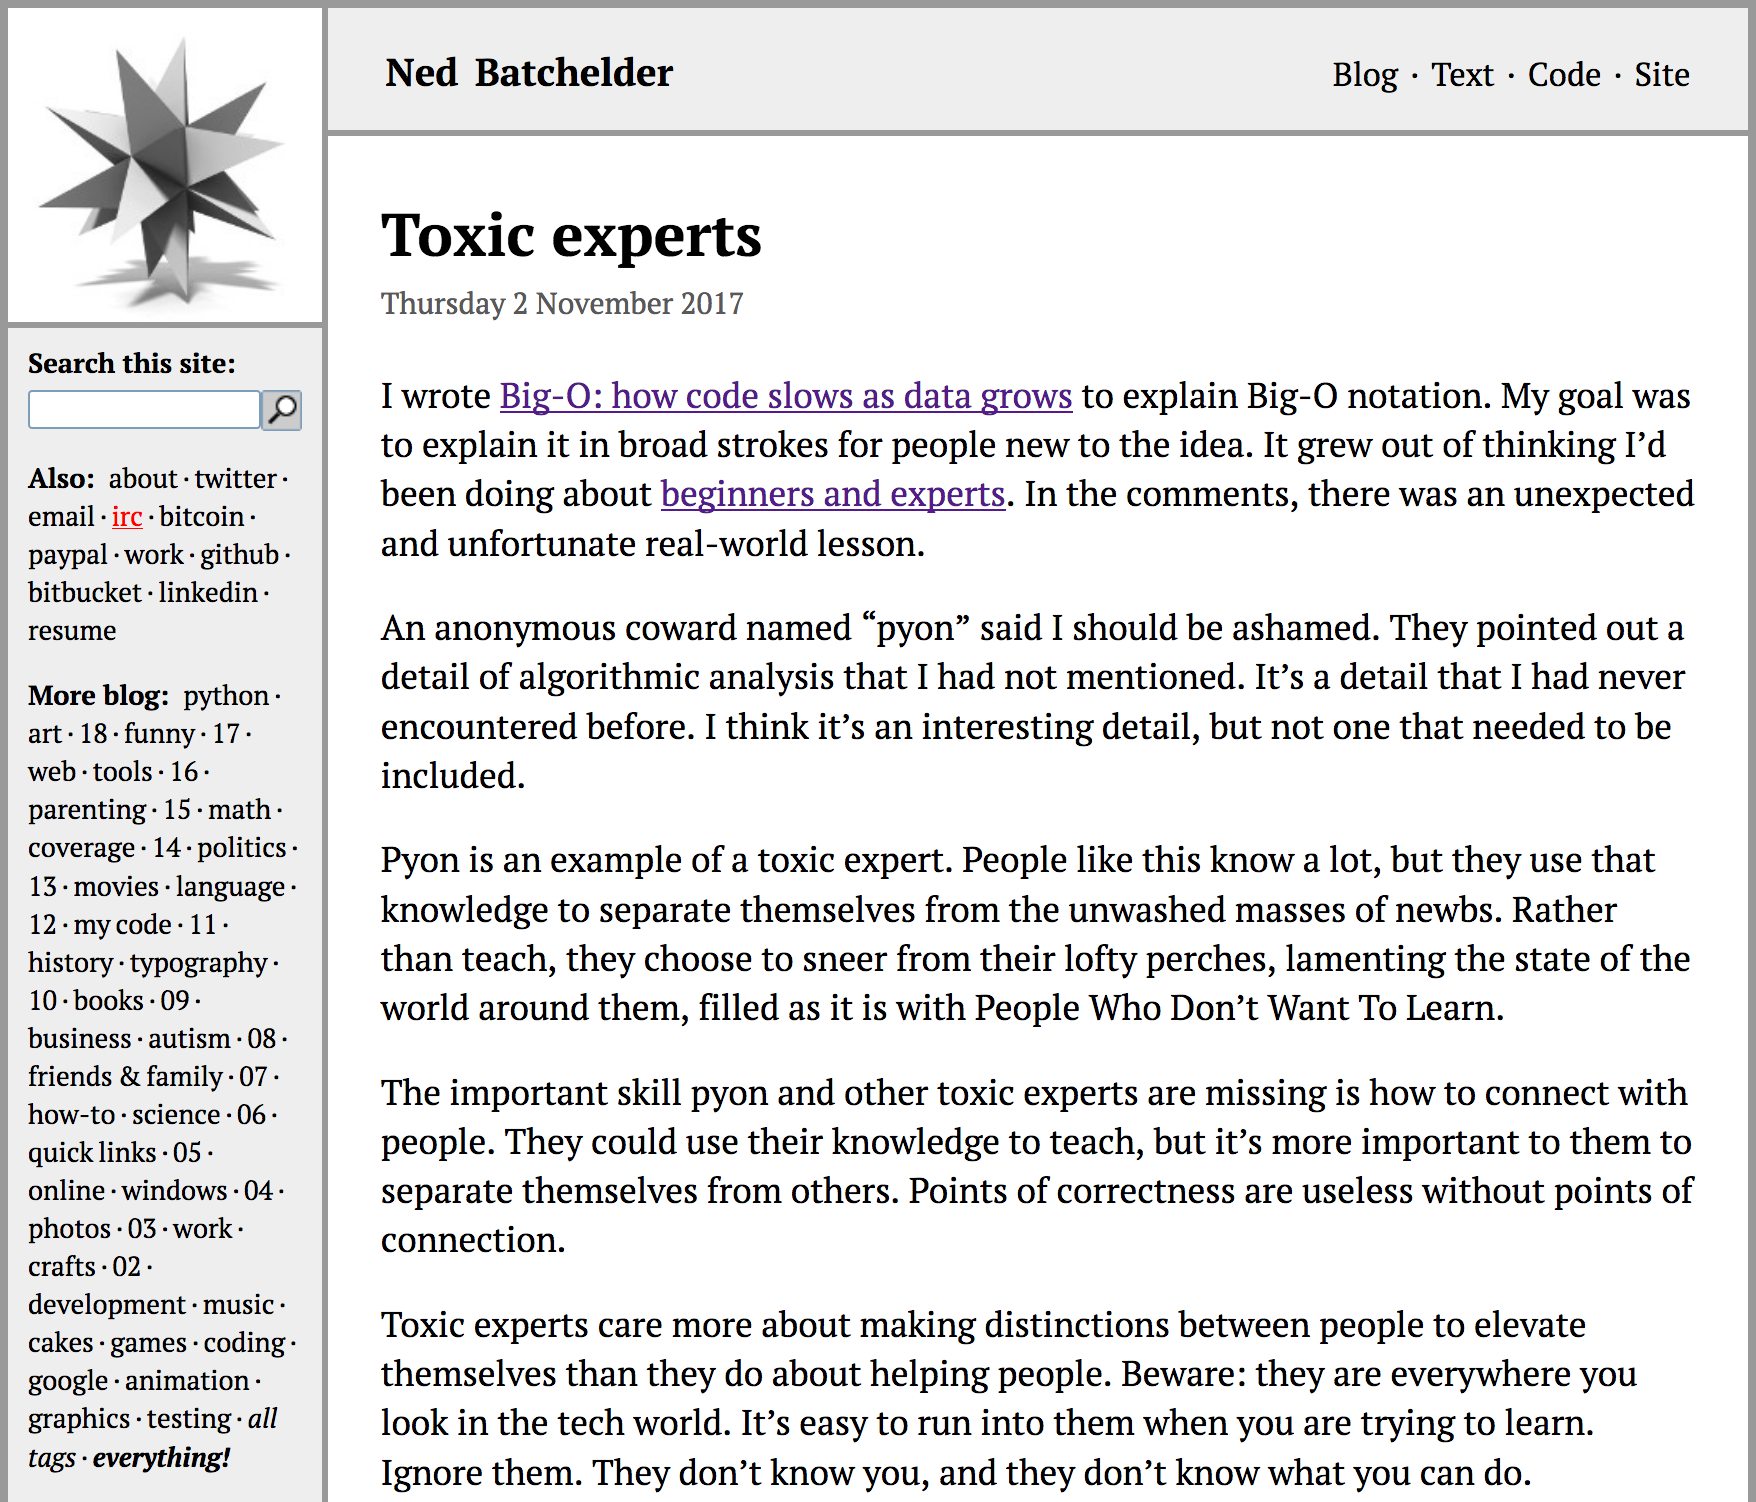 Ned Batchelder
Blog · Text · Code · Site
Search this site:
Also: about · twitter ·
email · irc · bitcoin ·
paypal · work · github ·
bitbucket · linkedin ·
resume
More blog: python ·
art · 18 · funny · 17 ·
web · tools · 16 ·
parenting · 15 · math ·
coverage · 14 · politics ·
13 · movies · language ·
12 · my code · 11 ·
history · typography ·
10 · books · 09 ·
business · autism · 08 ·
friends & family · 07 ·
how-to · science · 06 ·
quick links · 05 ·
online · windows · 04 ·
photos · 03 · work ·
crafts · 02 ·
development · music ·
cakes · games · coding ·
google · animation ·
graphics · testing · all
tags · everything!
Toxic experts
Thursday 2 November 2017
I wrote Big-O: how code slows as data grows to explain Big-O notation. My goal was
to explain it in broad strokes for people new to the idea. It grew out of thinking I’d
been doing about beginners and experts. In the comments, there was an unexpected
and unfortunate real-world lesson.
An anonymous coward named “pyon” said I should be ashamed. They pointed out a
detail of algorithmic analysis that I had not mentioned. It’s a detail that I had never
encountered before. I think it’s an interesting detail, but not one that needed to be
included.
Pyon is an example of a toxic expert. People like this know a lot, but they use that
knowledge to separate themselves from the unwashed masses of newbs. Rather
than teach, they choose to sneer from their lofty perches, lamenting the state of the
world around them, filled as it is with People Who Don’t Want To Learn.
The important skill pyon and other toxic experts are missing is how to connect with
people. They could use their knowledge to teach, but it’s more important to them to
separate themselves from others. Points of correctness are useless without points of
connection.
Toxic experts care more about making distinctions between people to elevate
themselves than they do about helping people. Beware: they are everywhere you
look in the tech world. It’s easy to run into them when you are trying to learn.
Ignore them. They don’t know you, and they don’t know what you can do.